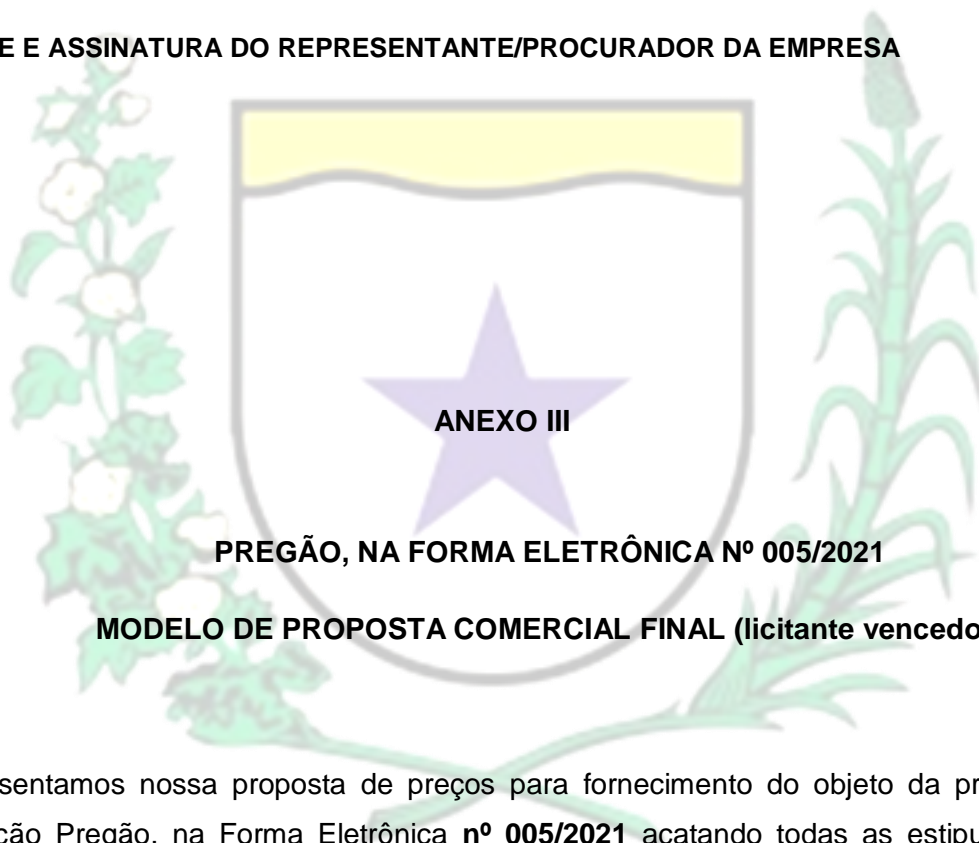 E E ASSINATURA DO REPRESENTANTE/PROCURADOR DA EMPRESA
ANEXO III
PREGÃO, NA FORMA ELETRÔNICA Nº 005/2021
MODELO DE PROPOSTA COMERCIAL FINAL (licitante vencedo
sentamos nossa proposta de preços para fornecimento do objeto da pr
ção Pregão, na Forma Eletrônica nº 005/2021 acatando todas as estipu